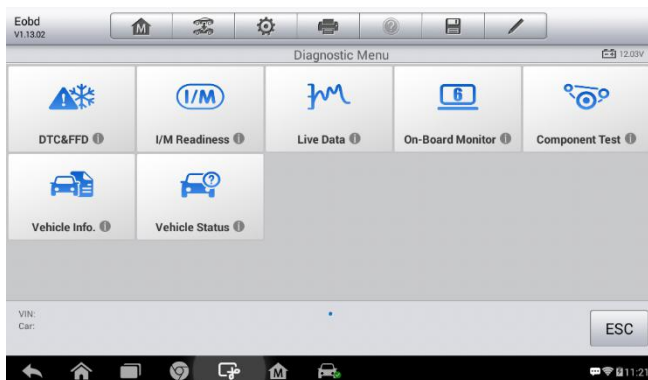 Eobd
V1.13.02
M
?
Diagnostic Menu
12.03V
I/M
6
DTC&FFD
I/M Readiness
Live Data
On-Board Monitor
Component Test
?
Vehicle Info.
Vehicle Status
VIN:
Car:
ESC
M
11:21